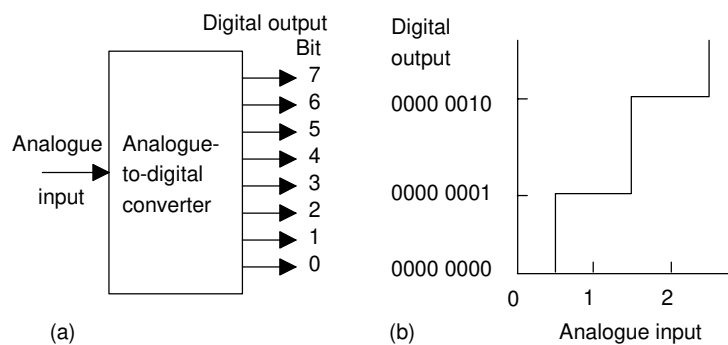 Digital output
Bit
7
6
5
4
3
2
1
0
Analogue
input
Analogue-
to-digital
converter
(a)
Digital
output
0000 0010
0000 0001
0000 0000
0
1
2
Analogue input
(b)